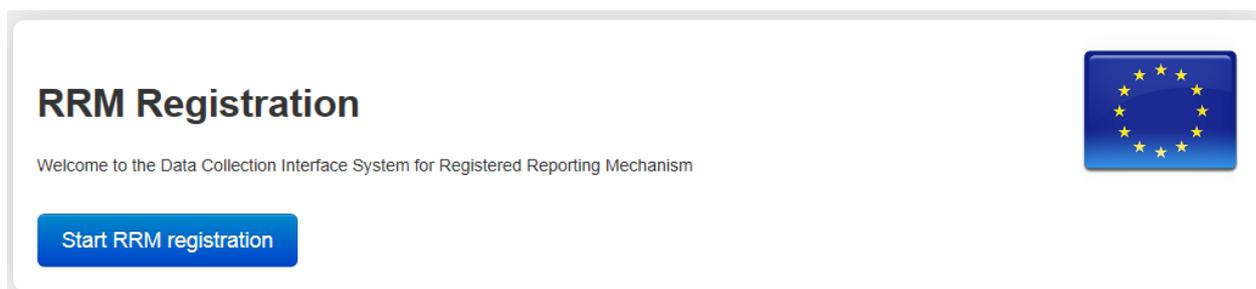 RRM Registration
Welcome to the Data Collection Interface System for Registered Reporting Mechanism
Start RRM registration